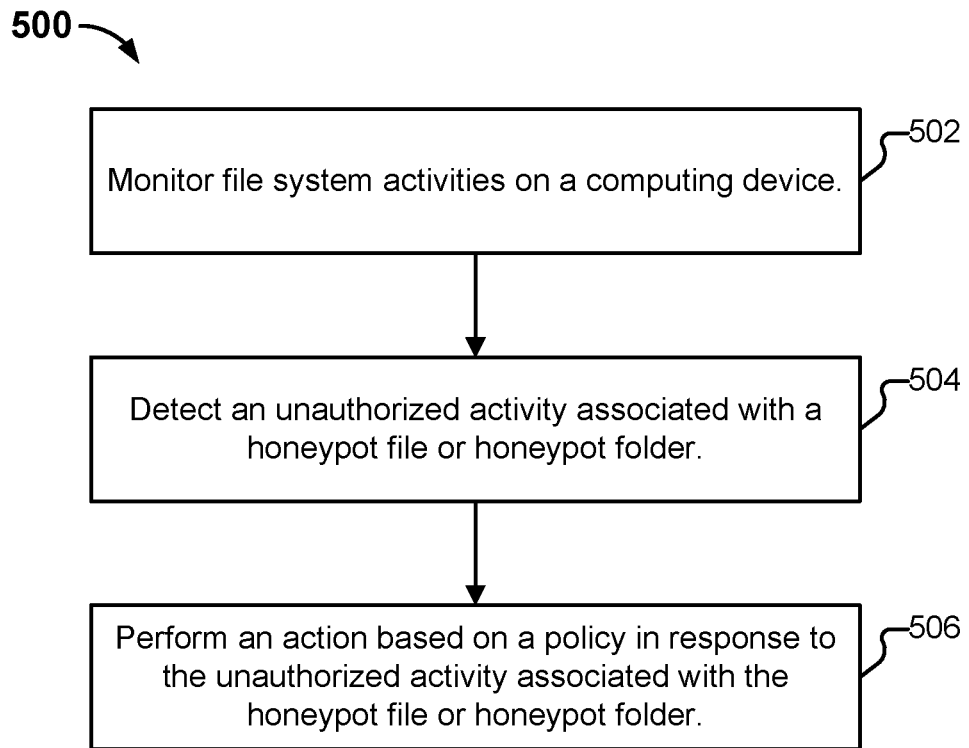 500
502
Monitor file system activities on a computing device.
504
Detect an unauthorized activity associated with a
honeypot file or honeypot folder.
506
Perform an action based on a policy in response to
the unauthorized activity associated with the
honeypot file or honeypot folder.